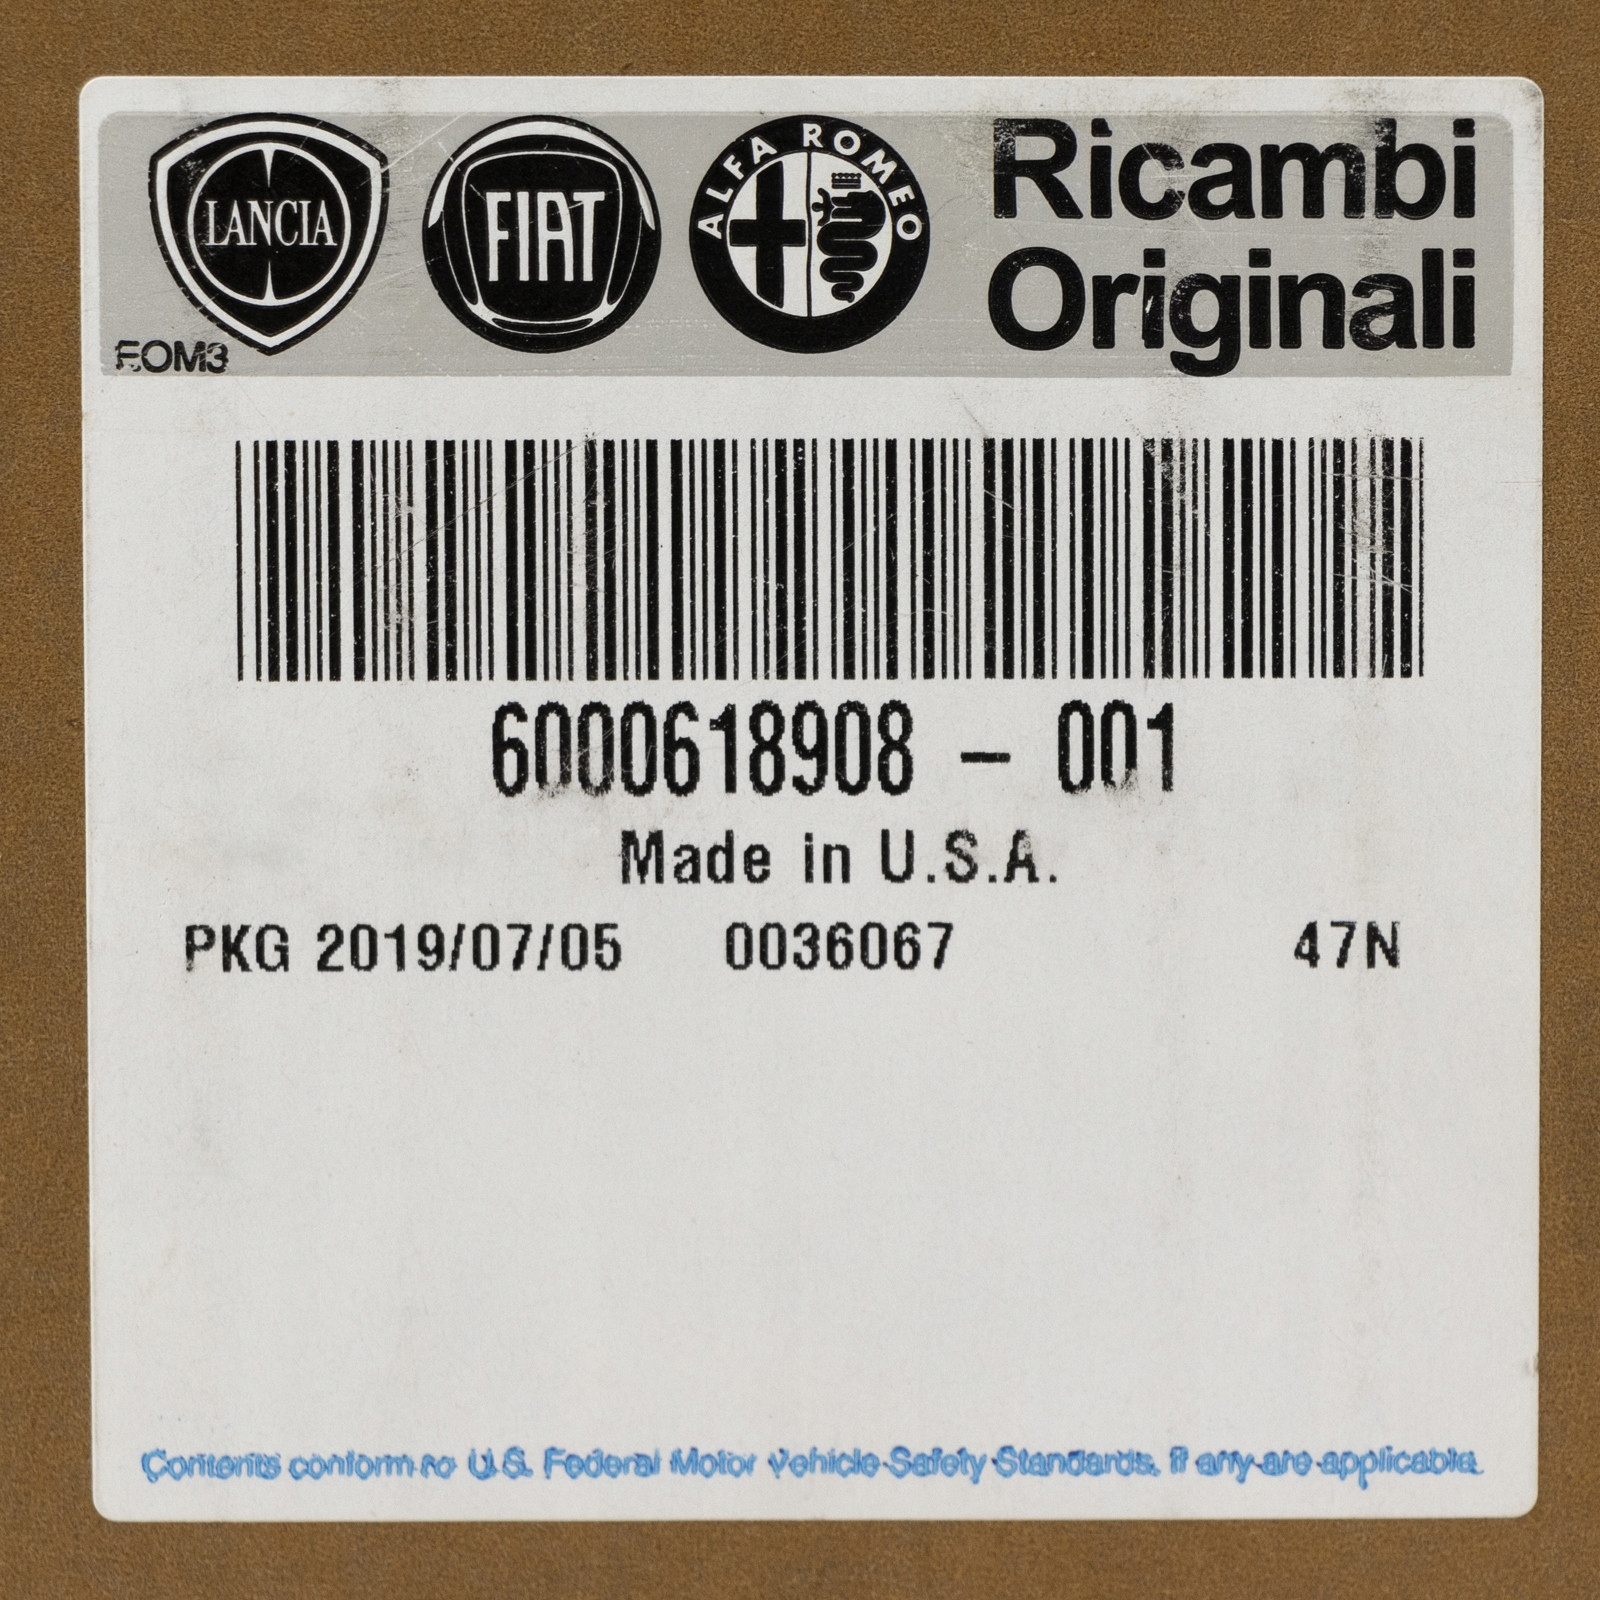 LANCIA FIAT ALFA ROMEO Ricambi
Originali
EOM3
6000618908 – 001
Made in U.S.A.
PKG 2019/07/05 0036067 47N
Contents conform to U.S. Federal Motor Vehicle Safety Standards, if any are applicable.